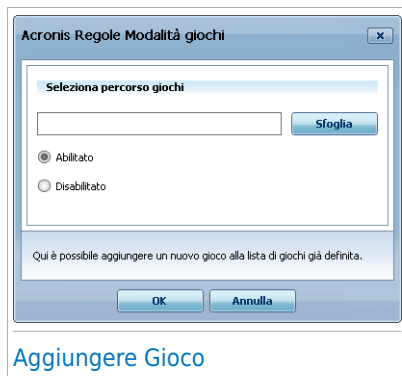 Acronis Regole Modalità giochi
Seleziona percorso giochi
Sfoglia
Abilitato
Disabilitato
Qui è possibile aggiungere un nuovo gioco alla lista di giochi già definita.
OK Annulla
Aggiungere Gioco